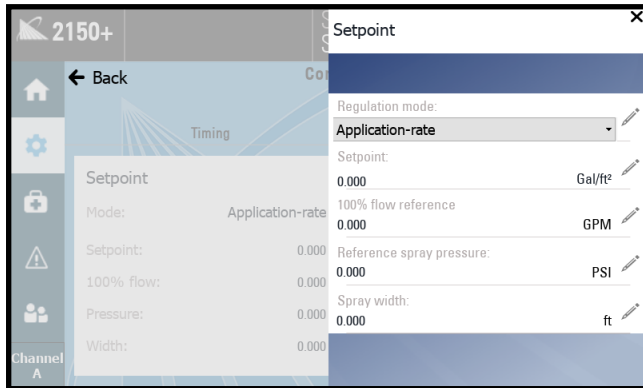 2150+
Back
Timing
Setpoint
Mode: Application-rate
Setpoint: 0.000
100% flow: 0.000
Pressure: 0.000
Width: 0.000
Channel
A
Setpoint
Regulation mode:
Application-rate
Setpoint:
0.000 Gal/ft²
100% flow reference
0.000 GPM
Reference spray pressure:
0.000 PSI
Spray width:
0.000 ft